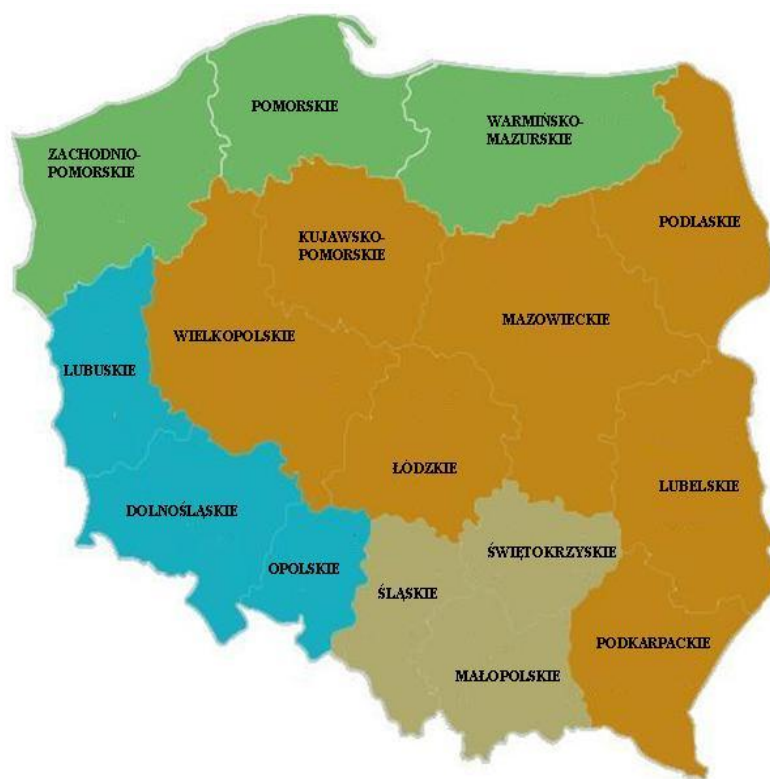 POMORSKIE
WARMIŃSKO-
MAZURSKIE
ZACHODNIO-
POMORSKIE
PODLASKIE
KUJAWSKO-
POMORSKIE
MAZOWIECKIE
WIELKOPOLSKIE
LUBUSKIE
ŁÓDZKIE
LUBELSKIE
DOLNOŚLĄSKIE
ŚWIĘTOKRZYSKIE
OPOLSKIE
ŚLĄSKIE
PODKARPACKIE
MAŁOPOLSKIE